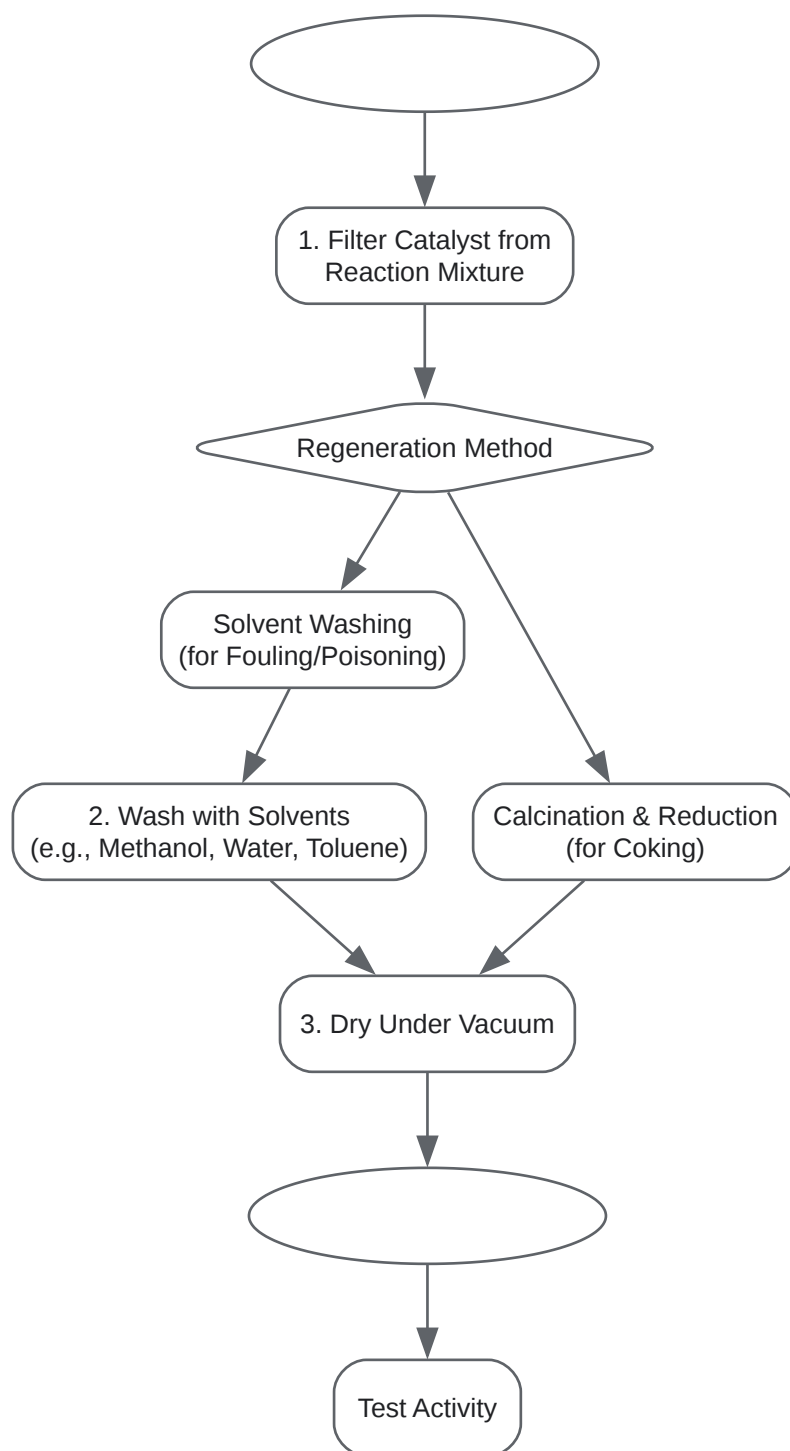 1. Filter Catalyst from
Reaction Mixture
Regeneration Method
Solvent Washing
(for Fouling/Poisoning)
2. Wash with Solvents
(e.g., Methanol, Water, Toluene)
Calcination & Reduction
(for Coking)
3. Dry Under Vacuum
Test Activity